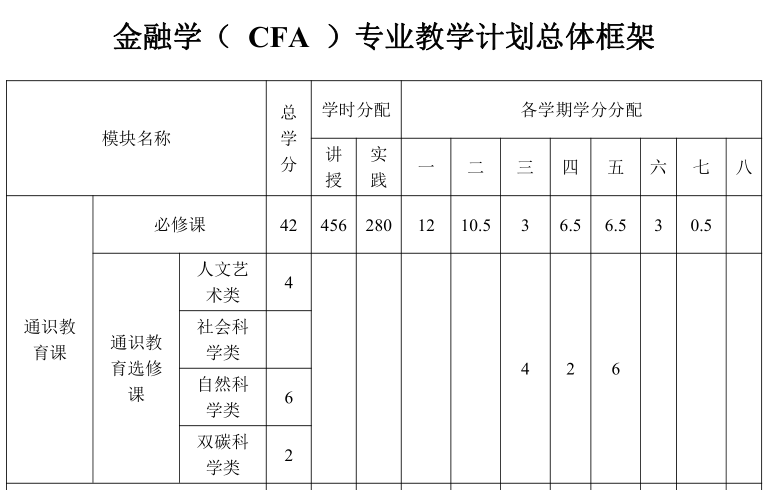 金融学（ CFA ）专业教学计划总体框架
模块名称 总学分 学时分配 各学期学分分配
讲授 实践 一 二 三 四 五 六 七 八
通识教育课 必修课 42 456 280 12 10.5 3 6.5 6.5 3 0.5
通识教育选修课 人文艺术类 4 4 2 6
社会科学类
自然科学类 6
双碳科学类 2